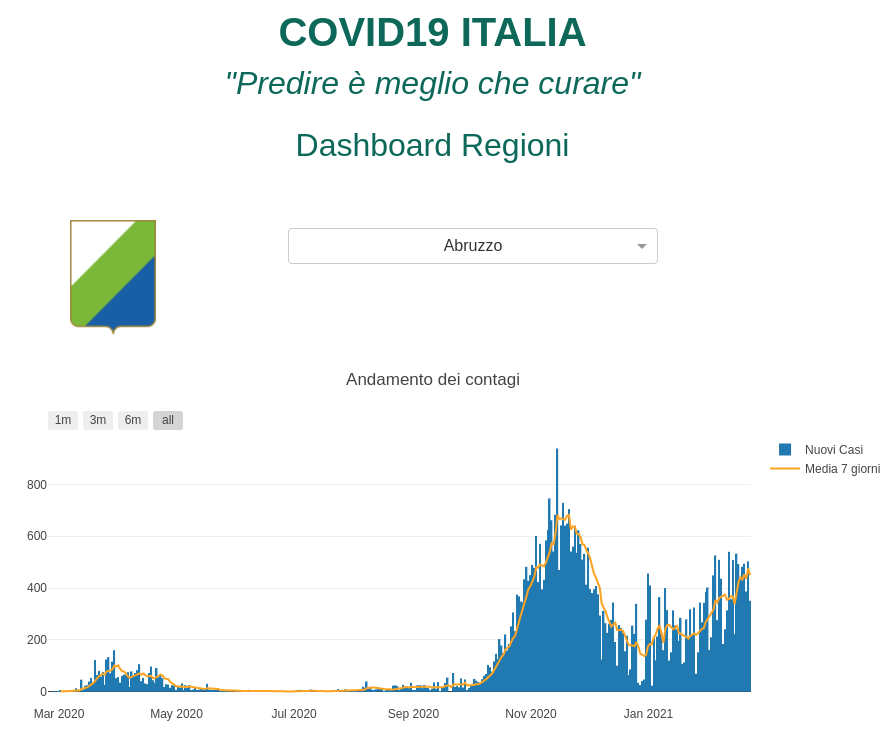 COVID19 ITALIA
"Predire è meglio che curare"
Dashboard Regioni
Abruzzo
Andamento dei contagi
1m 3m 6m all
Nuovi Casi
Media 7 giorni
800
600
400
200
0
Mar 2020 May 2020 Jul 2020 Sep 2020 Nov 2020 Jan 2021